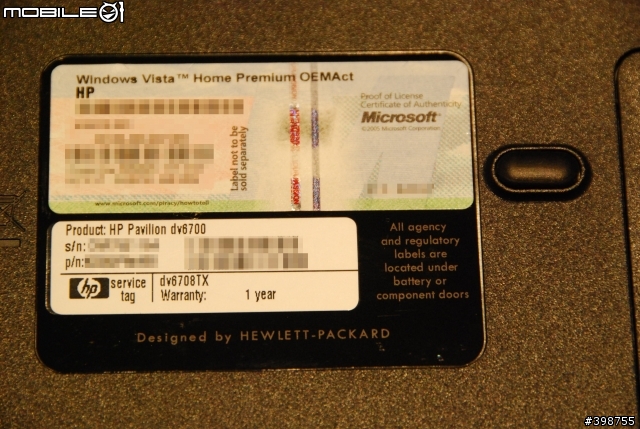 MOBILE01
Windows Vista™ Home Premium OEMAct
HP
Proof of License
Certificate of Authenticity
Microsoft®
©2005 Microsoft Corporation
Label not to be
sold separately
www.microsoft.com/piracy/howtotell
Product: HP Pavilion dv6700
s/n:
p/n:
hp
service
tag
dv6708TX
Warranty: 1 year
All agency
and regulatory
labels are
located under
battery or
component doors
Designed by HEWLETT-PACKARD
#398755